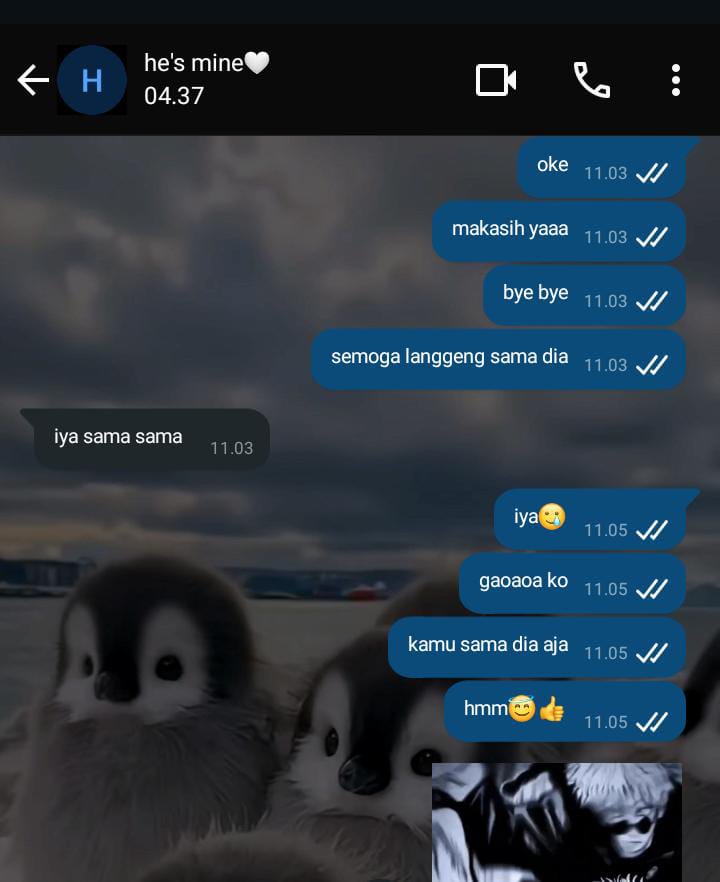 he's mine🤍
04.37
H
oke 11.03
makasih yaaa 11.03
bye bye 11.03
semoga langgeng sama dia 11.03
iya sama sama 11.03
iya🥲 11.05
gaoaoa ko 11.05
kamu sama dia aja 11.05
hmm😇👍 11.05